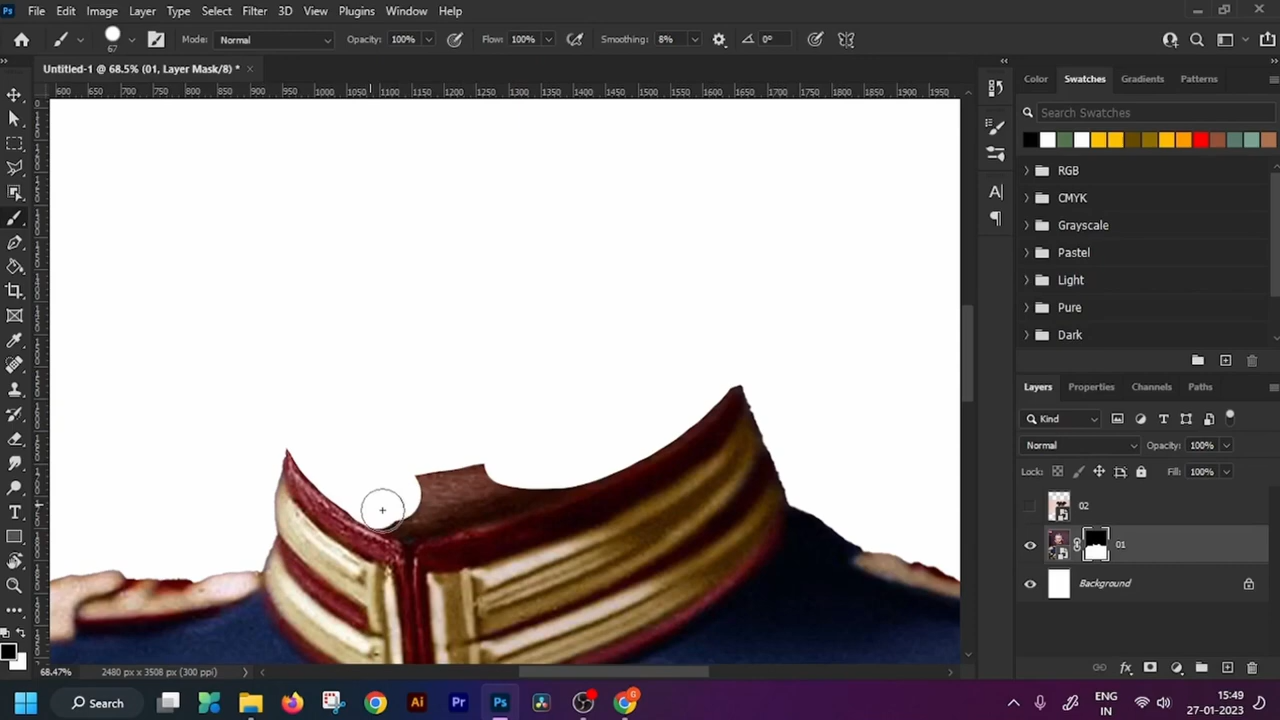 Ps File Edit Image Layer Type Select Filter 3D View Plugins Window Help
67 Mode: Normal Opacity: 100% Flow: 100% Smoothing: 8% 0°
Untitled-1 @ 68.5% (01, Layer Mask/8) * ×
600 650 700 750 800 850 900 950 1000 1050 1100 1150 1200 1250 1300 1350 1400 1450 1500 1550 1600 1650 1700 1750 1800 1850 1900 1950
Color Swatches Gradients Patterns
Search Swatches
RGB
CMYK
Grayscale
Pastel
Light
Pure
Dark
Layers Properties Channels Paths
Kind
Normal Opacity: 100%
Lock: Fill: 100%
02
01
Background
68.47% 2480 px x 3508 px (300 ppi)
Search Ai Pr Ps G ENG IN 15:49 27-01-2023